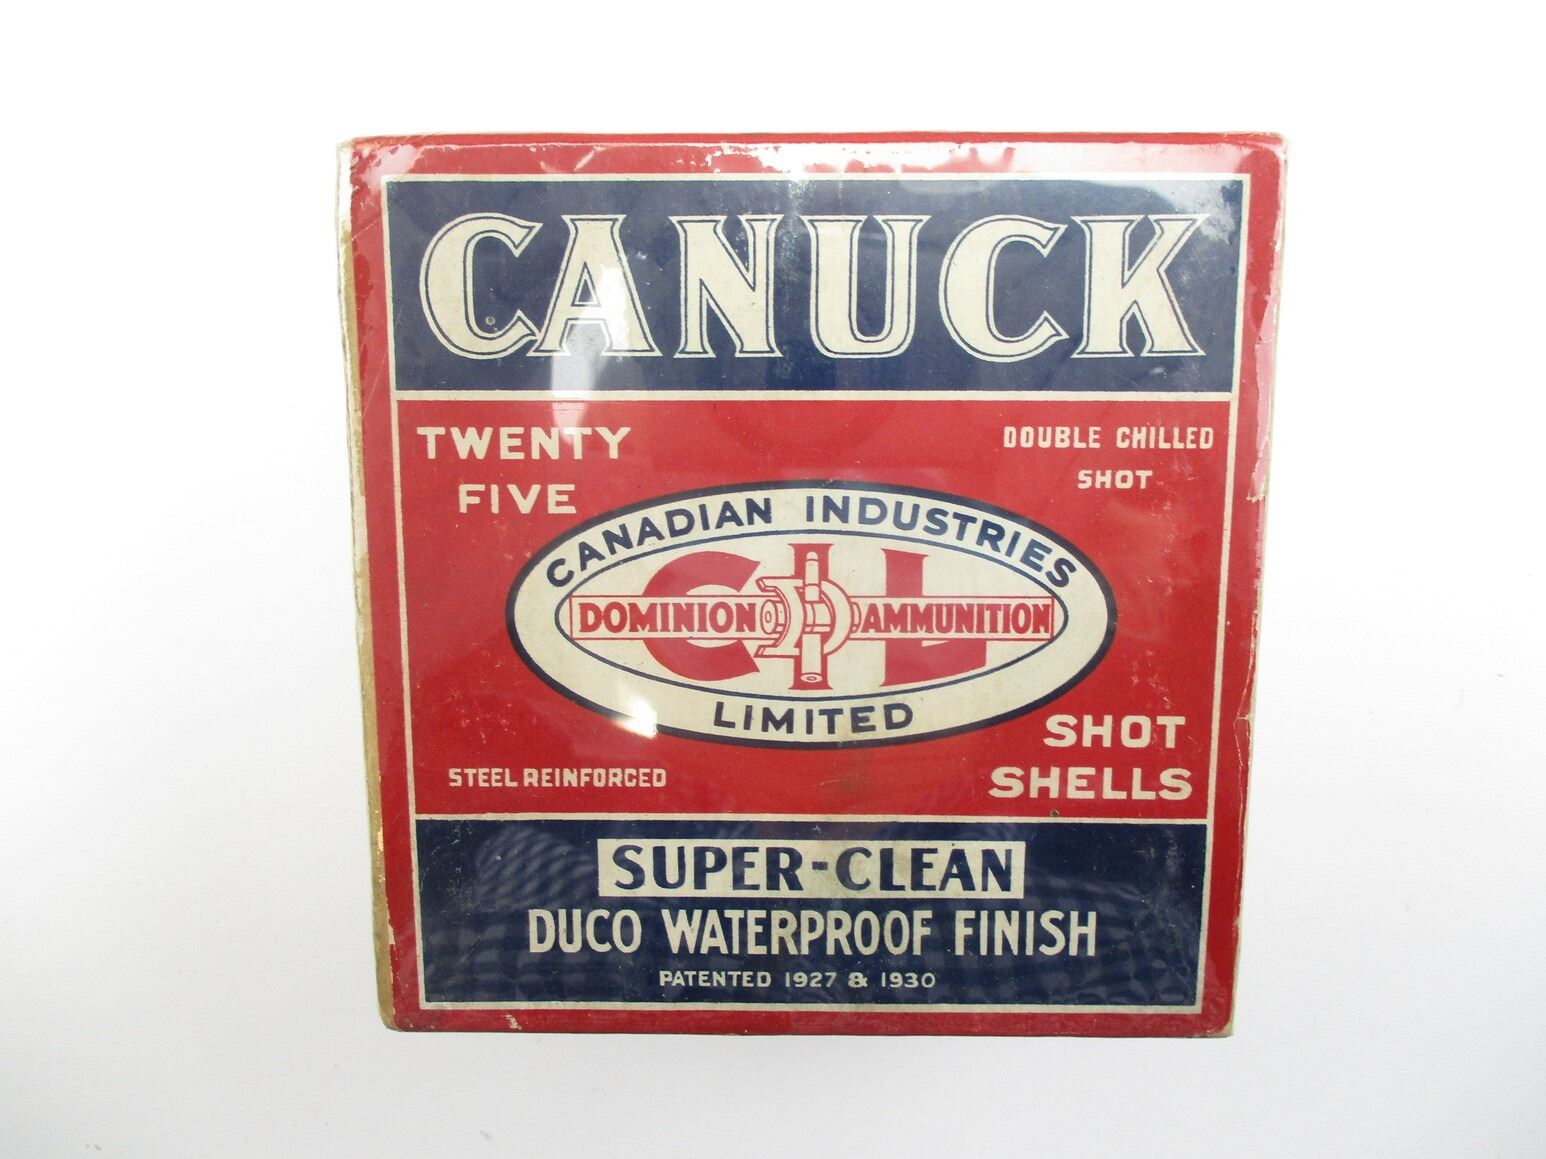 CANUCK
TWENTY
FIVE
DOUBLE CHILLED
SHOT
CANADIAN INDUSTRIES
CIL
DOMINION AMMUNITION
LIMITED
STEEL REINFORCED
SHOT
SHELLS
SUPER-CLEAN
DUCO WATERPROOF FINISH
PATENTED 1927 & 1930